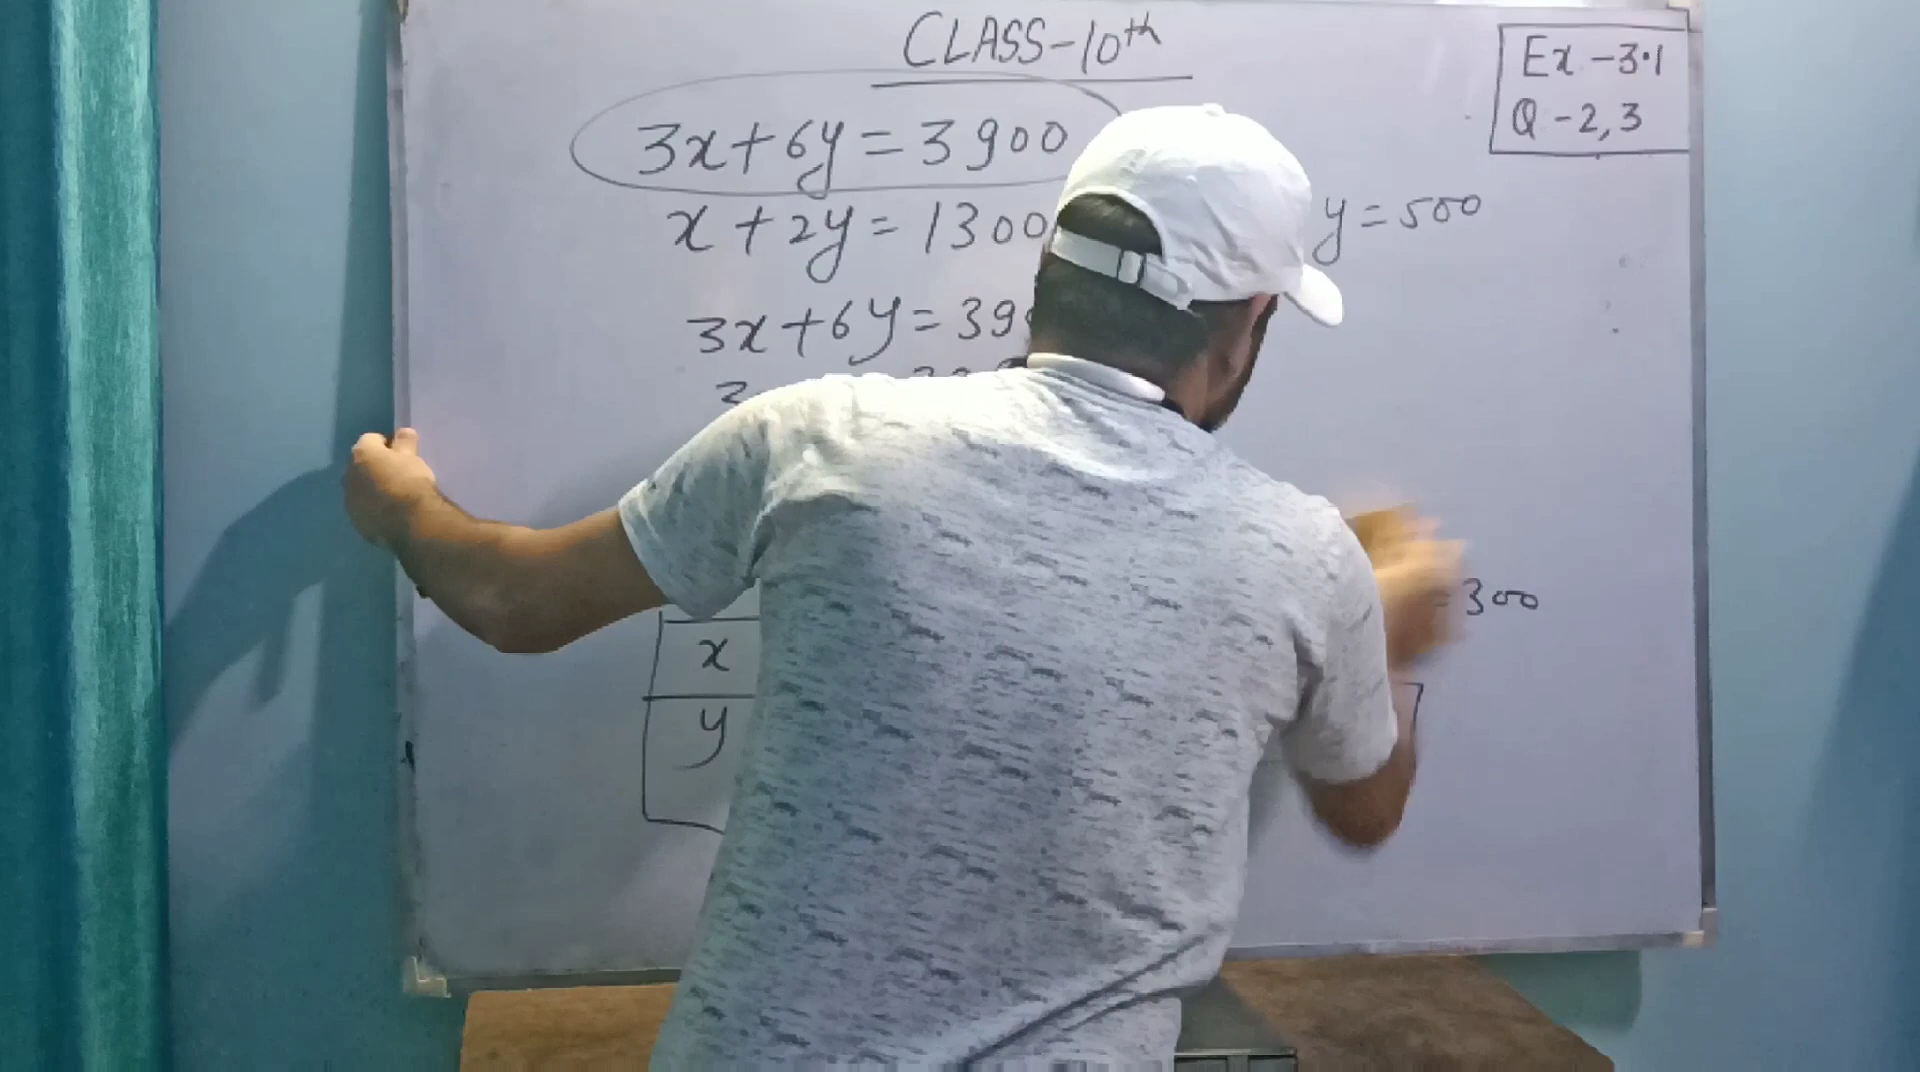 CLASS-10th
Ex-3.1
Q-2,3
3x+6y=3900
x+2y=1300
y=500
3x+6y=39
300
x
y